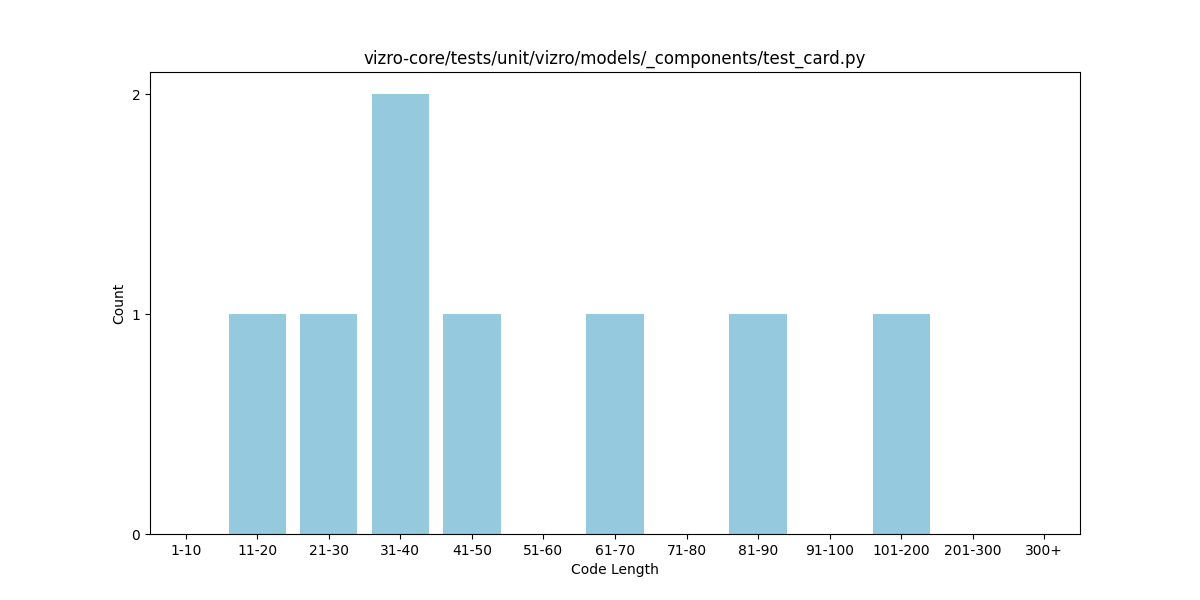 vizro-core/tests/unit/vizro/models/_components/test_card.py
Count
2
1
0
1-10 11-20 21-30 31-40 41-50 51-60 61-70 71-80 81-90 91-100 101-200 201-300 300+
Code Length